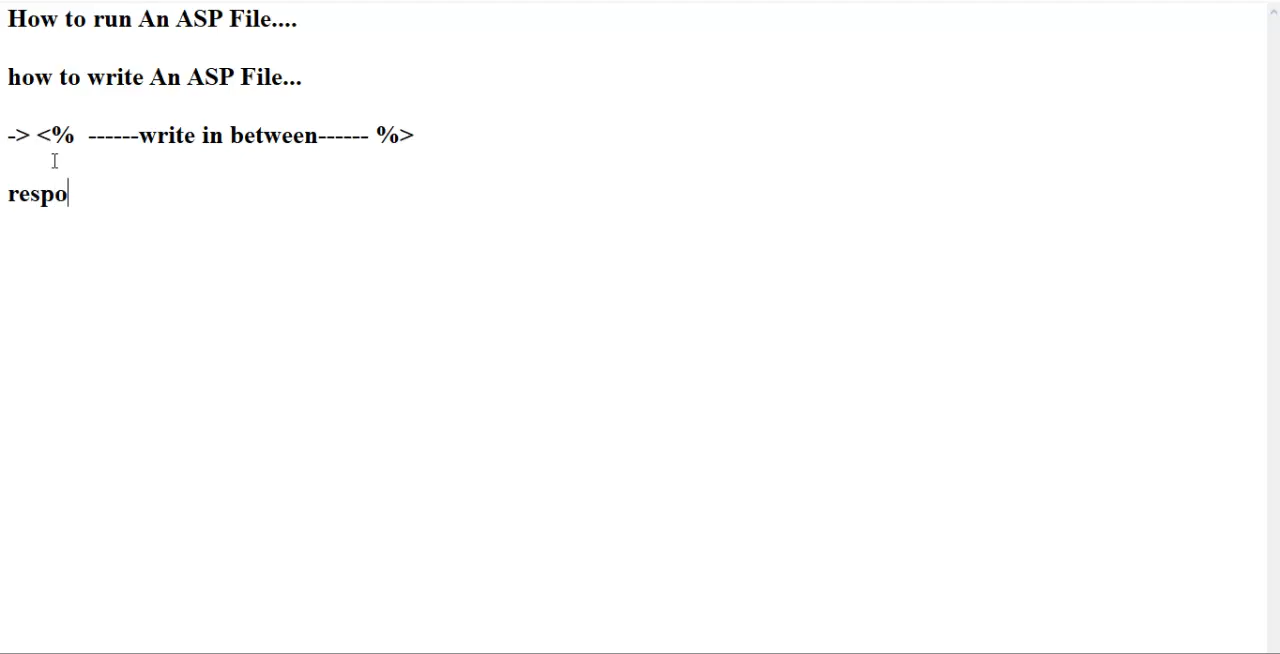 How to run An ASP File....
how to write An ASP File...
-> <%  ------write in between------ %>
respo